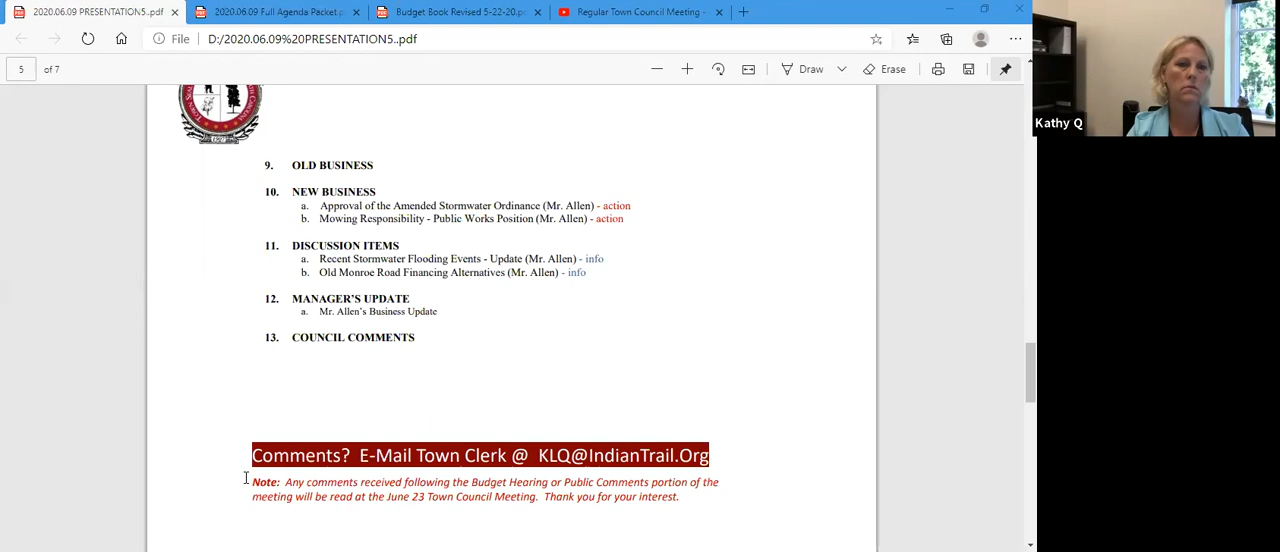 2020.06.09 PRESENTATION5..pdf
2020.06.09 Full Agenda Packet.p
Budget Book Revised 5-22-20.p
Regular Town Council Meeting -
File D:/2020.06.09%20PRESENTATION5..pdf
5 of 7
Draw
Erase
Kathy Q
9. OLD BUSINESS
10. NEW BUSINESS
a. Approval of the Amended Stormwater Ordinance (Mr. Allen) - action
b. Mowing Responsibility - Public Works Position (Mr. Allen) - action
11. DISCUSSION ITEMS
a. Recent Stormwater Flooding Events - Update (Mr. Allen) - info
b. Old Monroe Road Financing Alternatives (Mr. Allen) - info
12. MANAGER'S UPDATE
a. Mr. Allen's Business Update
13. COUNCIL COMMENTS
Comments? E-Mail Town Clerk @ KLQ@IndianTrail.Org
Note: Any comments received following the Budget Hearing or Public Comments portion of the
meeting will be read at the June 23 Town Council Meeting. Thank you for your interest.